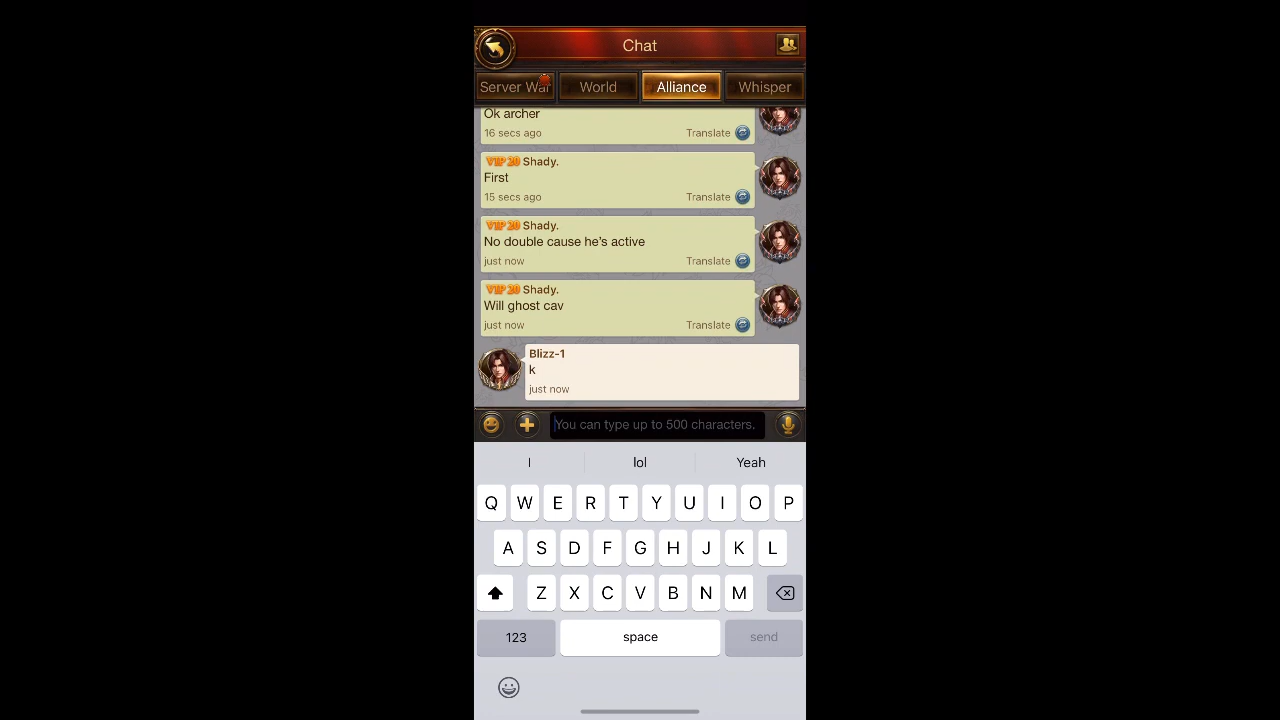 Chat
Server War
World
Alliance
Whisper
Ok archer
16 secs ago
Translate
VIP 20 Shady.
First
15 secs ago
Translate
VIP 20 Shady.
No double cause he's active
just now
Translate
VIP 20 Shady.
Will ghost cav
just now
Translate
Blizz-1
k
just now
You can type up to 500 characters.
I
lol
Yeah
Q W E R T Y U I O P
A S D F G H J K L
Z X C V B N M
123
space
send